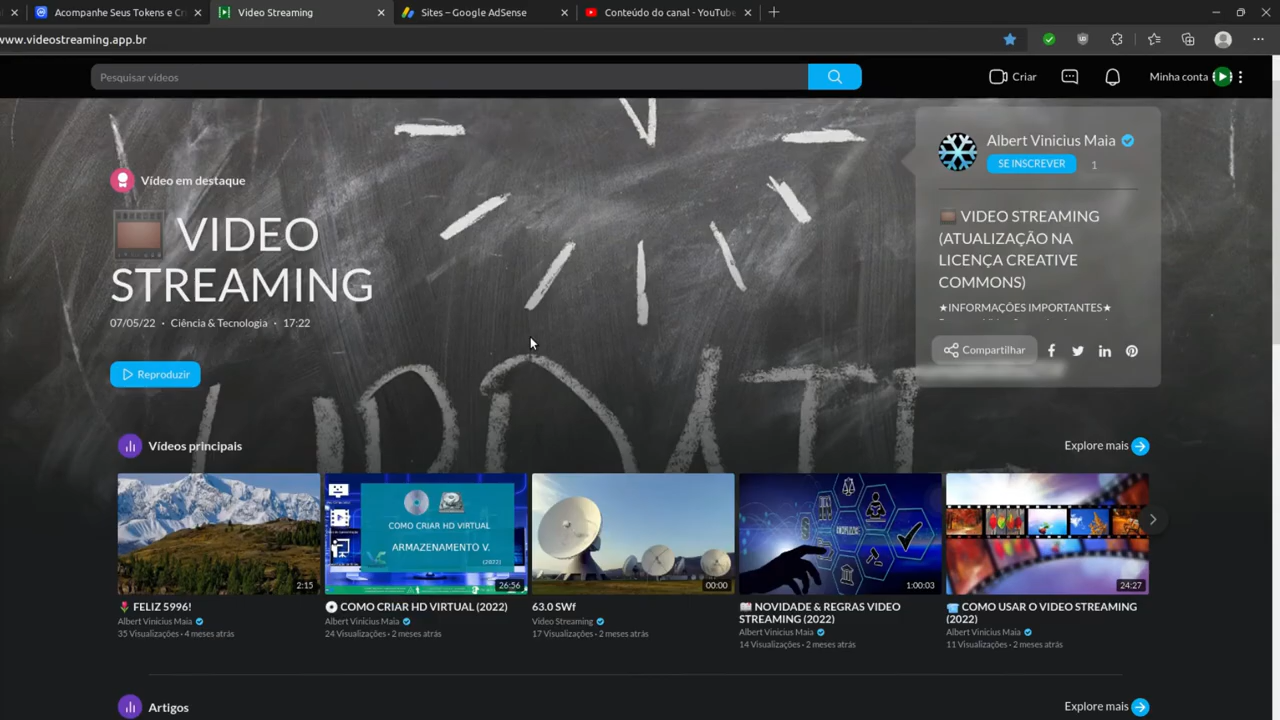 Acompanhe Seus Tokens e Cr
Video Streaming
Sites – Google AdSense
Conteúdo do canal - YouTube
www.videostreaming.app.br
Pesquisar vídeos
Criar
Minha conta
Albert Vinicius Maia
SE INSCREVER
1
Vídeo em destaque
VIDEO
STREAMING
07/05/22 · Ciência & Tecnologia · 17:22
Reproduzir
VIDEO STREAMING
(ATUALIZAÇÃO NA
LICENÇA CREATIVE
COMMONS)
★INFORMAÇÕES IMPORTANTES★
Compartilhar
UPDATE
Vídeos principais
Explore mais
2:15
COMO CRIAR HD VIRTUAL
ARMAZENAMENTO V.
(2022)
26:56
00:00
1:00:03
24:27
FELIZ 5996!
Albert Vinicius Maia
35 Visualizações · 4 meses atrás
COMO CRIAR HD VIRTUAL (2022)
Albert Vinicius Maia
24 Visualizações · 2 meses atrás
63.0 SWf
Video Streaming
17 Visualizações · 2 meses atrás
NOVIDADE & REGRAS VIDEO
STREAMING (2022)
Albert Vinicius Maia
14 Visualizações · 2 meses atrás
COMO USAR O VIDEO STREAMING
(2022)
Albert Vinicius Maia
11 Visualizações · 2 meses atrás
Artigos
Explore mais